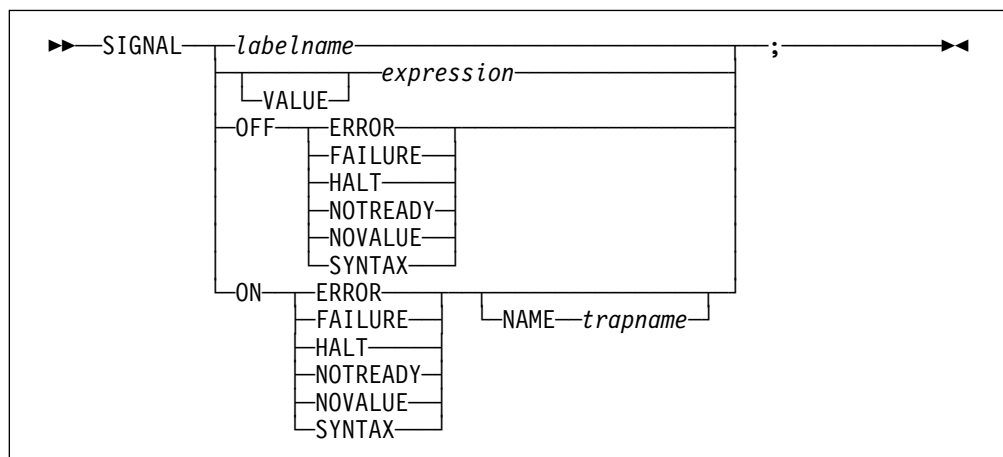 SIGNAL labelname ;
VALUE expression
OFF ERROR
FAILURE
HALT
NOTREADY
NOVALUE
SYNTAX
ON ERROR
FAILURE NAME trapname
HALT
NOTREADY
NOVALUE
SYNTAX